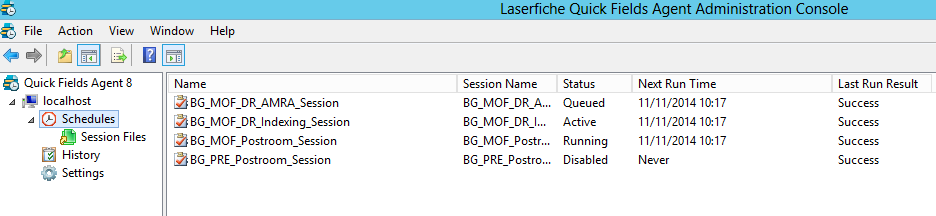 Laserfiche Quick Fields Agent Administration Console
File Action View Window Help
Quick Fields Agent 8
localhost
Schedules
Session Files
History
Settings
Name Session Name Status Next Run Time Last Run Result
BG_MOF_DR_AMRA_Session BG_MOF_DR_A... Queued 11/11/2014 10:17 Success
BG_MOF_DR_Indexing_Session BG_MOF_DR_I... Active 11/11/2014 10:17 Success
BG_MOF_Postroom_Session BG_MOF_Postr... Running 11/11/2014 10:17 Success
BG_PRE_Postroom_Session BG_PRE_Postro... Disabled Never Success